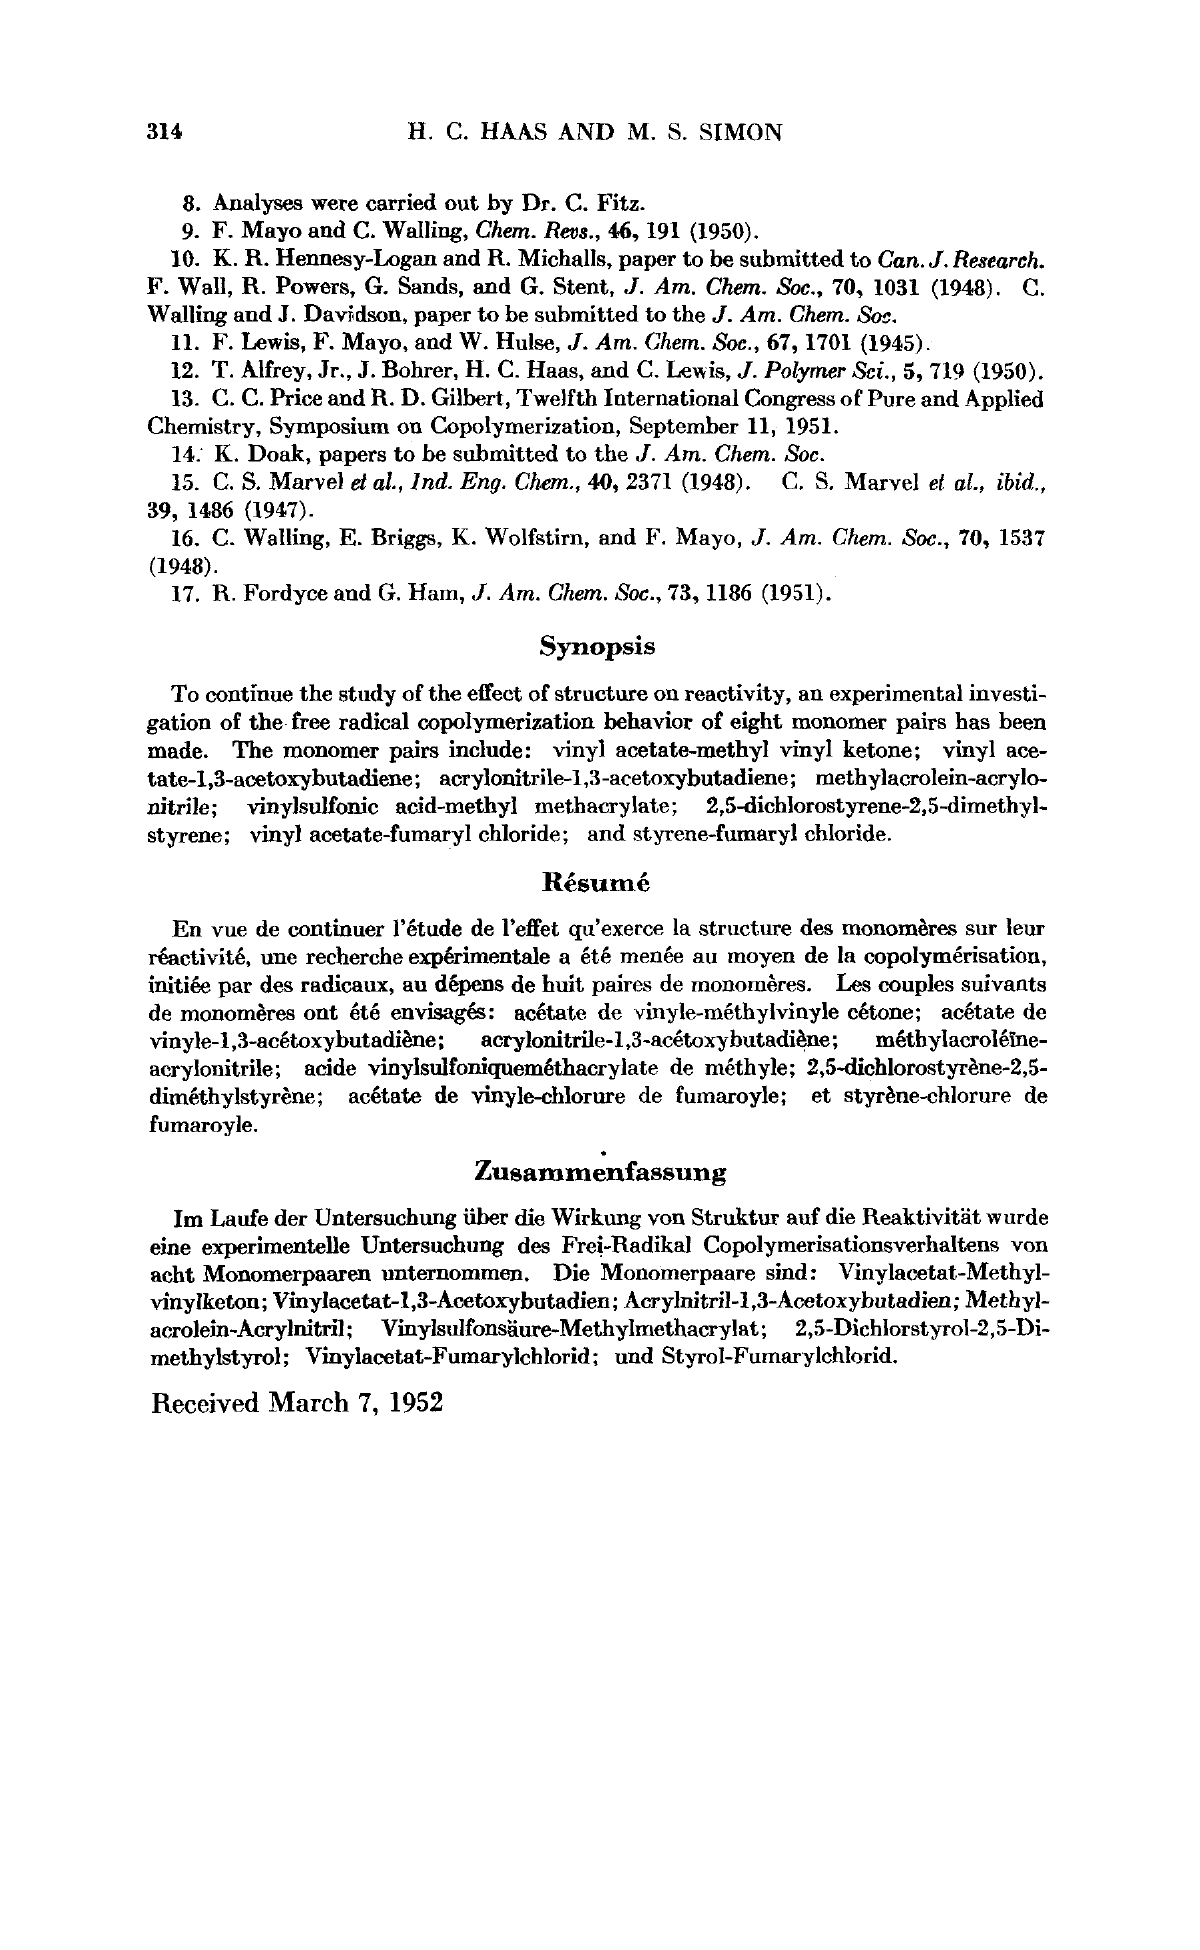 314 H. C. HAAS AND M. S. SIMON
8. Analyses were carried out by Dr. C. Fitz.
9. F. Mayo and C. Walling, Chem. Revs., 46, 191 (1950).
10. K. R. Hennesy-Logan and R. Michalls, paper to be submitted to Can. J. Research.
F. Wall, R. Powers, G. Sands, and G. Stent, J. Am. Chem. Soc., 70, 1031 (1948). C.
Walling and J. Davidson, paper to be submitted to the J. Am. Chem. Soc.
11. F. Lewis, F. Mayo, and W. Hulse, J. Am. Chem. Soc., 67, 1701 (1945).
12. T. Alfrey, Jr., J. Bohrer, H. C. Haas, and C. Lewis, J. Polymer Sci., 5, 719 (1950).
13. C. C. Price and R. D. Gilbert, Twelfth International Congress of Pure and Applied
Chemistry, Symposium on Copolymerization, September 11, 1951.
14. K. Doak, papers to be submitted to the J. Am. Chem. Soc.
15. C. S. Marvel et al., Ind. Eng. Chem., 40, 2371 (1948). C. S. Marvel et al., ibid.,
39, 1486 (1947).
16. C. Walling, E. Briggs, K. Wolfstirn, and F. Mayo, J. Am. Chem. Soc., 70, 1537
(1948).
17. R. Fordyce and G. Ham, J. Am. Chem. Soc., 73, 1186 (1951).
Synopsis
To continue the study of the effect of structure on reactivity, an experimental investi-
gation of the free radical copolymerization behavior of eight monomer pairs has been
made. The monomer pairs include: vinyl acetate-methyl vinyl ketone; vinyl ace-
tate-1,3-acetoxybutadiene; acrylonitrile-1,3-acetoxybutadiene; methylacrolein-acrylo-
nitrile; vinylsulfonic acid-methyl methacrylate; 2,5-dichlorostyrene-2,5-dimethyl-
styrene; vinyl acetate-fumaryl chloride; and styrene-fumaryl chloride.
Résumé
En vue de continuer l'étude de l'effet qu'exerce la structure des monomères sur leur
réactivité, une recherche expérimentale a été menée au moyen de la copolymérisation,
initiée par des radicaux, au dépens de huit paires de monomères. Les couples suivants
de monomères ont été envisagés: acétate de vinyle-méthylvinyle cétone; acétate de
vinyle-1,3-acétoxybutadiène; acrylonitrile-1,3-acétoxybutadiène; méthylacroléïne-
acrylonitrile; acide vinylsulfoniqueméthacrylate de méthyle; 2,5-dichlorostyrène-2,5-
diméthylstyrène; acétate de vinyle-chlorure de fumaroyle; et styrène-chlorure de
fumaroyle.
Zusammenfassung
Im Laufe der Untersuchung über die Wirkung von Struktur auf die Reaktivität wurde
eine experimentelle Untersuchung des Frei-Radikal Copolymerisationsverhaltens von
acht Monomerpaaren unternommen. Die Monomerpaare sind: Vinylacetat-Methyl-
vinylketon; Vinylacetat-1,3-Acetoxybutadien; Acrylnitril-1,3-Acetoxybutadien; Methyl-
acrolein-Acrylnitril; Vinylsulfonsäure-Methylmethacrylat; 2,5-Dichlorstyrol-2,5-Di-
methylstyrol; Vinylacetat-Fumarylchlorid; und Styrol-Fumarylchlorid.
Received March 7, 1952